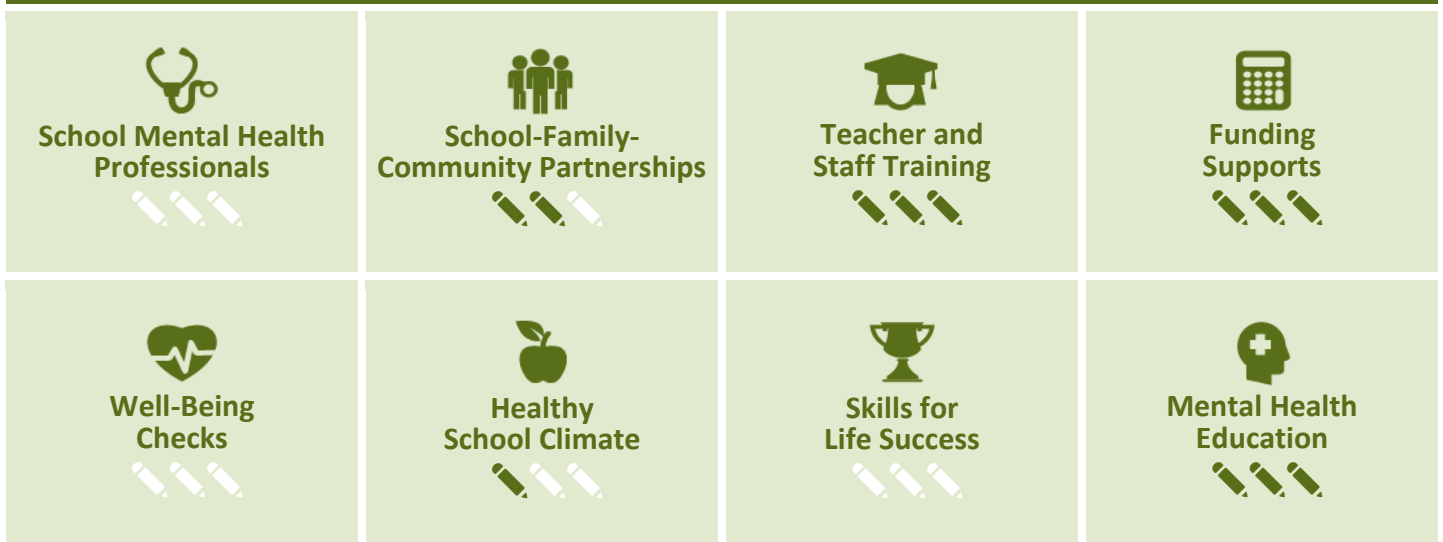 School Mental Health
Professionals
School-Family-
Community Partnerships
Teacher and
Staff Training
Funding
Supports
Well-Being
Checks
Healthy
School Climate
Skills for
Life Success
Mental Health
Education